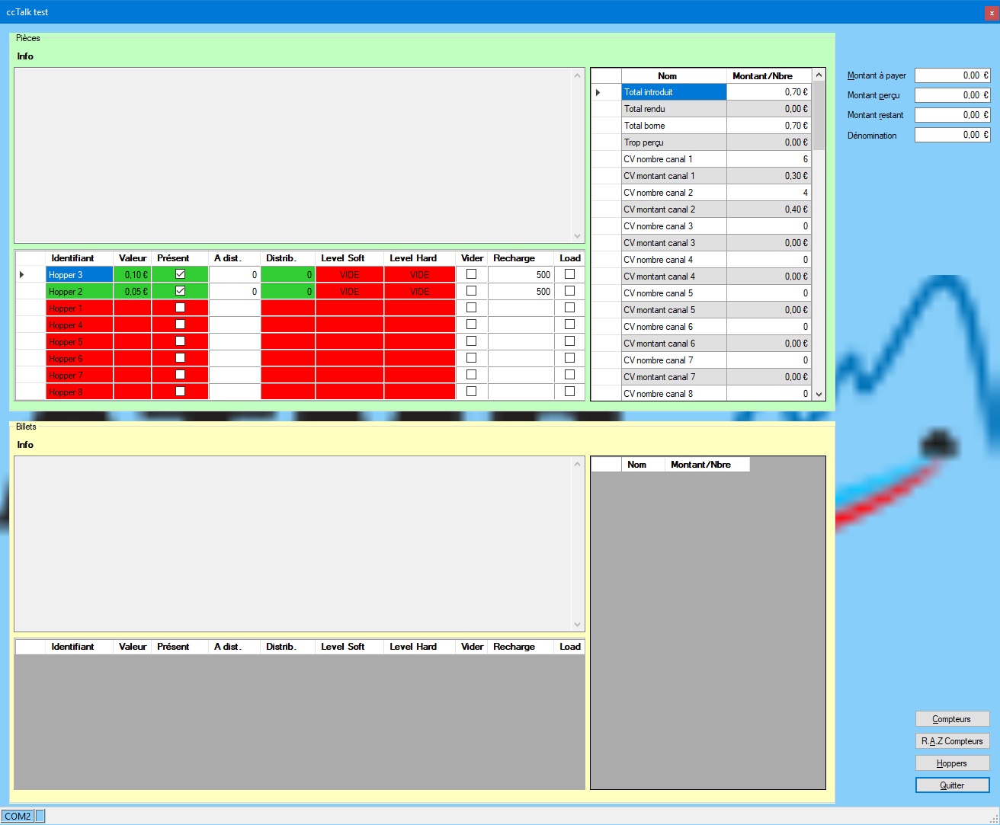 ccTalk test
x
Pièces
Info
Nom Montant/Nbre
Total introduit 0,70 €
Total rendu 0,00 €
Total borne 0,70 €
Trop perçu 0,00 €
CV nombre canal 1 6
CV montant canal 1 0,30 €
CV nombre canal 2 4
CV montant canal 2 0,40 €
CV nombre canal 3 0
CV montant canal 3 0,00 €
CV nombre canal 4 0
CV montant canal 4 0,00 €
CV nombre canal 5 0
CV montant canal 5 0,00 €
CV nombre canal 6 0
CV montant canal 6 0,00 €
CV nombre canal 7 0
CV montant canal 7 0,00 €
CV nombre canal 8 0
Montant à payer 0,00 €
Montant perçu 0,00 €
Montant restant 0,00 €
Dénomination 0,00 €
Identifiant Valeur Présent A dist. Distrib. Level Soft Level Hard Vider Recharge Load
Hopper 3 0,10 € 0 0 VIDE VIDE 500
Hopper 2 0,05 € 0 0 VIDE VIDE 500
Hopper 1
Hopper 4
Hopper 5
Hopper 6
Hopper 7
Hopper 8
Billets
Info
Nom Montant/Nbre
Identifiant Valeur Présent A dist. Distrib. Level Soft Level Hard Vider Recharge Load
Compteurs
R.A.Z Compteurs
Hoppers
Quitter
COM2